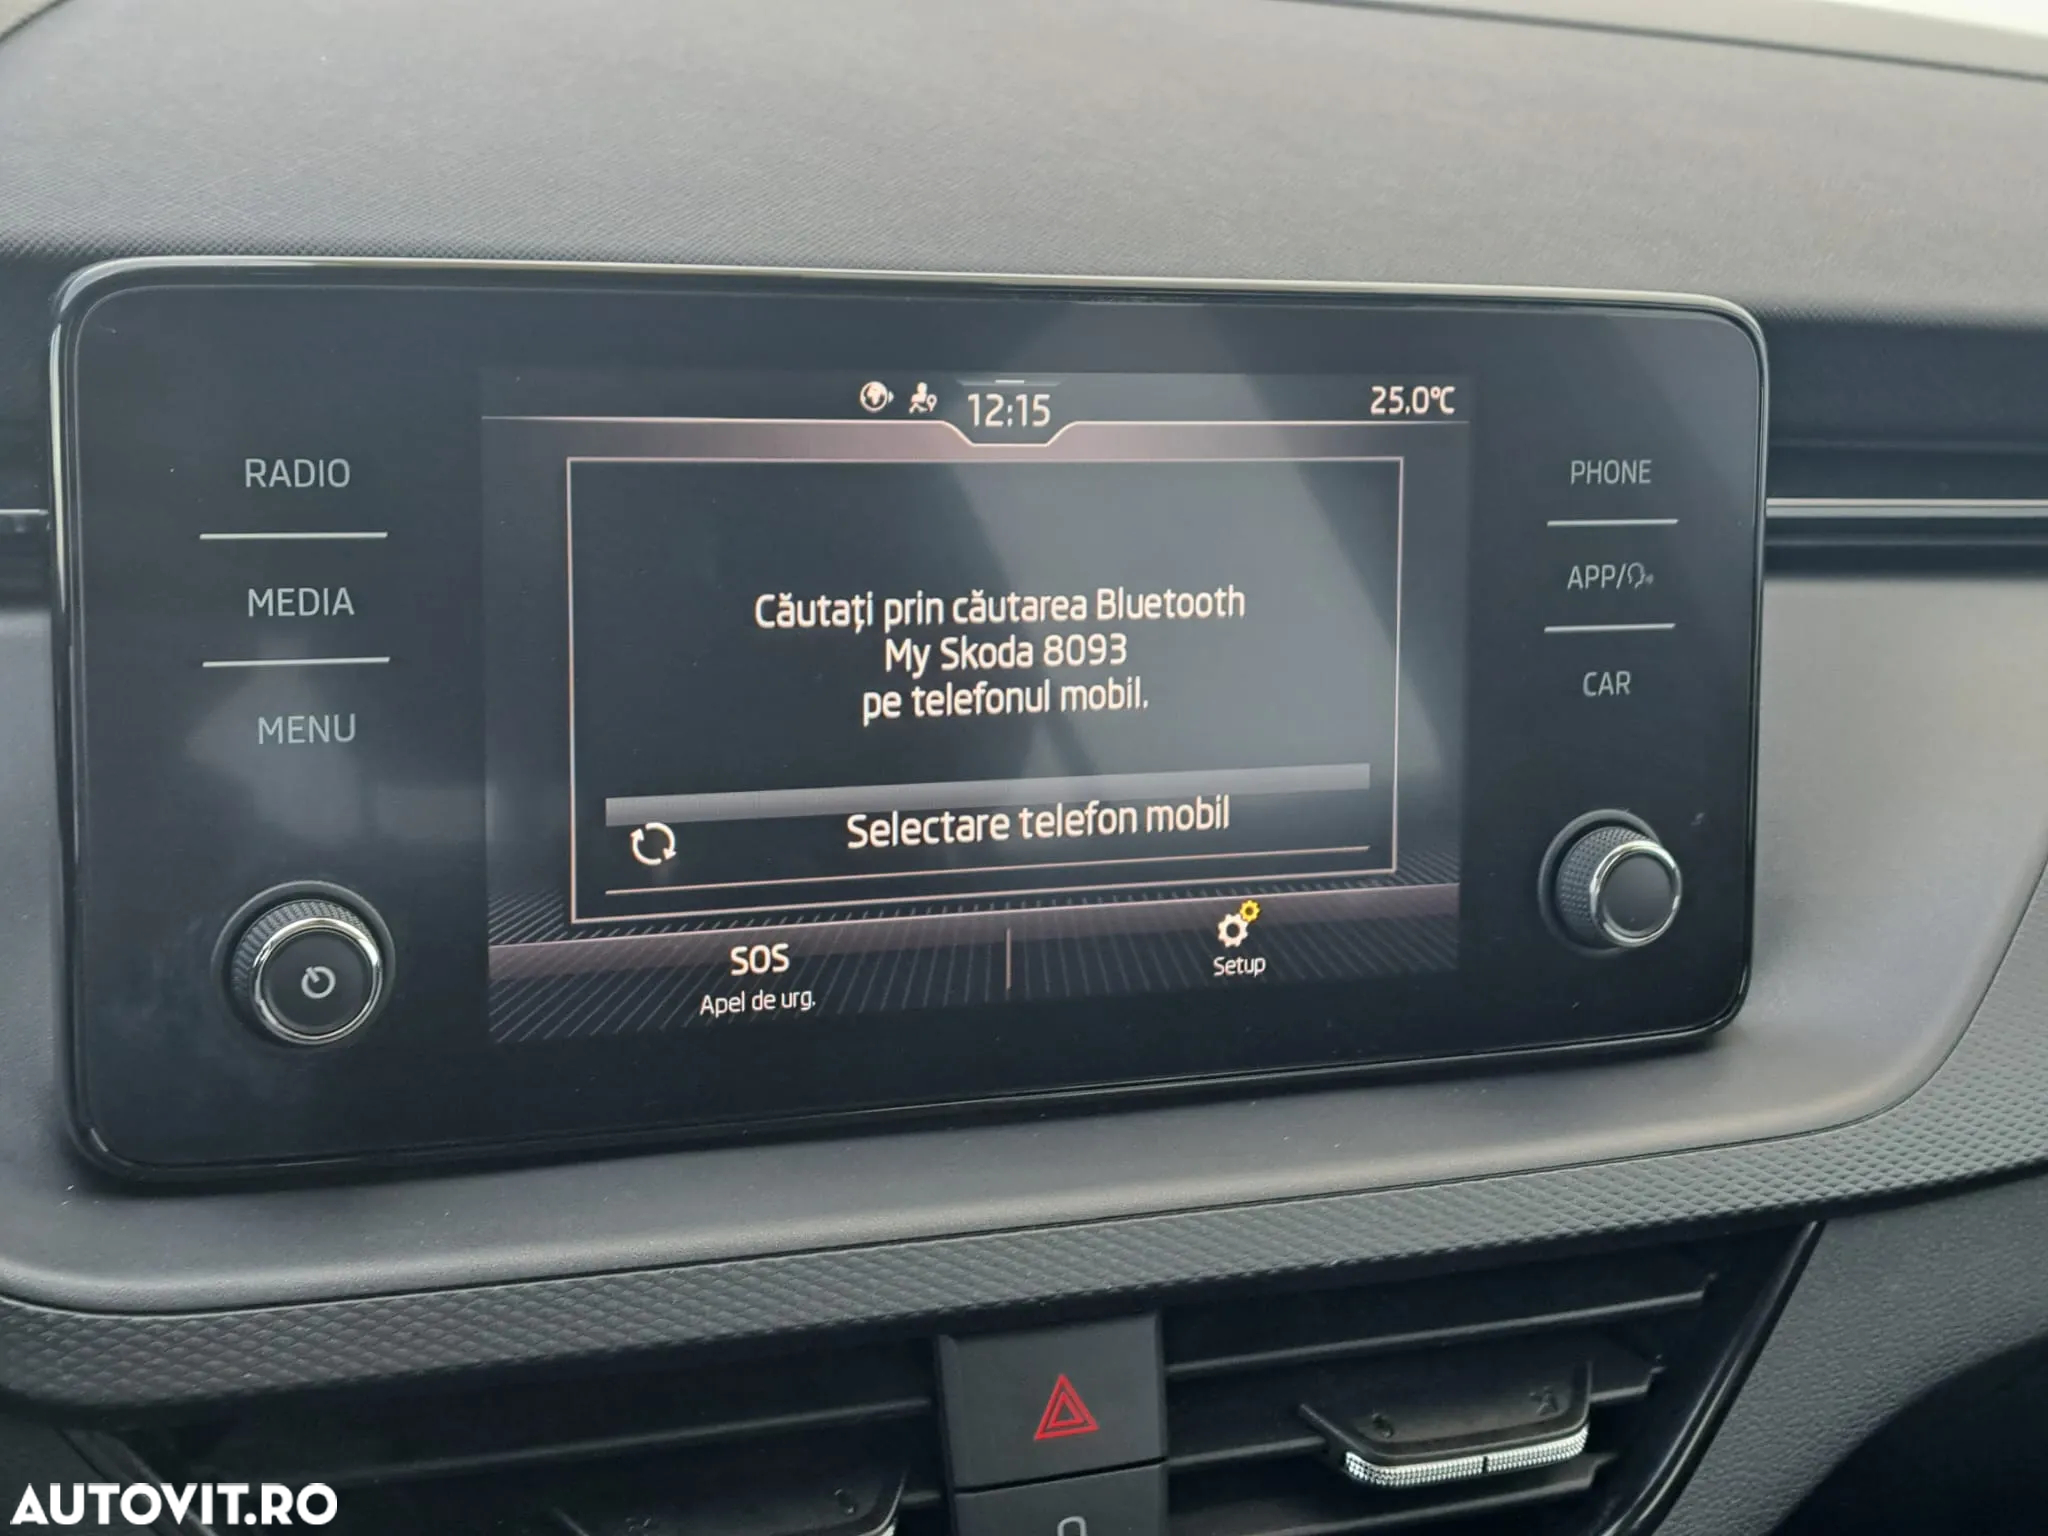 12:15
25.0°C
RADIO
MEDIA
MENU
Căutați prin căutarea Bluetooth
My Skoda 8093
pe telefonul mobil.
Selectare telefon mobil
SOS
Apel de urg.
Setup
PHONE
APP/
CAR
AUTOVIT.RO